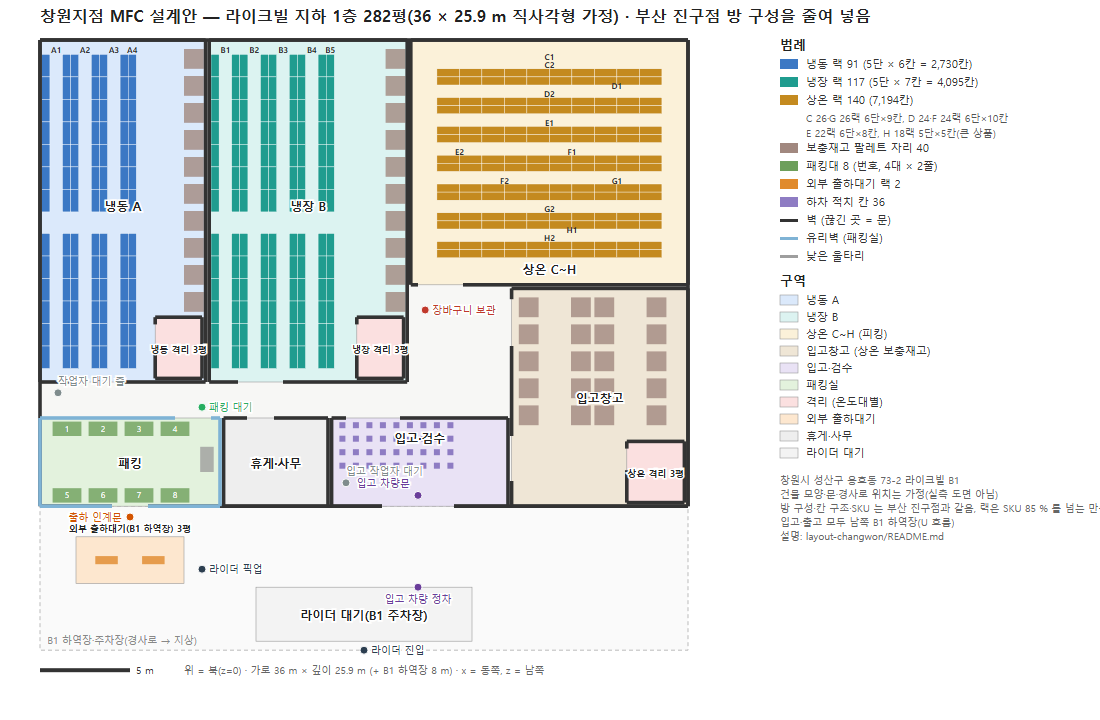 창원지점 MFC 설계안 — 라이크빌 지하 1층 282평(36 × 25.9 m 직사각형 가정) · 부산 진구점 방 구성을 줄여 넣음
A1 A2 A3 A4
B1 B2 B3 B4 B5
C1
C2
D1
D2
E1
E2 F1
F2 G1
G2
H1
H2
냉동 A
냉장 B
상온 C~H
장바구니 보관
냉동 격리 3평
냉장 격리 3평
작업자 대기 줄
패킹 대기
입고창고
상온 격리 3평
1 2 3 4
패킹
5 6 7 8
휴게·사무
입고·검수
입고 작업자 대기
입고 차량문
출하 인계문
외부 출하대기(B1 하역장) 3평
라이더 픽업
입고 차량 정차
라이더 대기(B1 주차장)
B1 하역장·주차장(경사로 → 지상)
라이더 진입
5 m
위 = 북(z=0) · 가로 36 m × 깊이 25.9 m (+ B1 하역장 8 m) · x = 동쪽, z = 남쪽
범례
냉동 랙 91 (5단 × 6칸 = 2,730칸)
냉장 랙 117 (5단 × 7칸 = 4,095칸)
상온 랙 140 (7,194칸)
C 26·G 26랙 6단×9칸, D 24·F 24랙 6단×10칸
E 22랙 6단×8칸, H 18랙 5단×5칸(큰 상품)
보충재고 팔레트 자리 40
패킹대 8 (번호, 4대 × 2줄)
외부 출하대기 랙 2
하차 적치 칸 36
벽 (끊긴 곳 = 문)
유리벽 (패킹실)
낮은 울타리
구역
냉동 A
냉장 B
상온 C~H (피킹)
입고창고 (상온 보충재고)
입고·검수
패킹실
격리 (온도대별)
외부 출하대기
휴게·사무
라이더 대기
창원시 성산구 용호동 73-2 라이크빌 B1
건물 모양·문·경사로 위치는 가정(실측 도면 아님)
방 구성·칸 구조·SKU 는 부산 진구점과 같음, 랙은 SKU 85 % 를 넘는 만
입고·출고 모두 남쪽 B1 하역장(U 흐름)
설명: layout-changwon/README.md